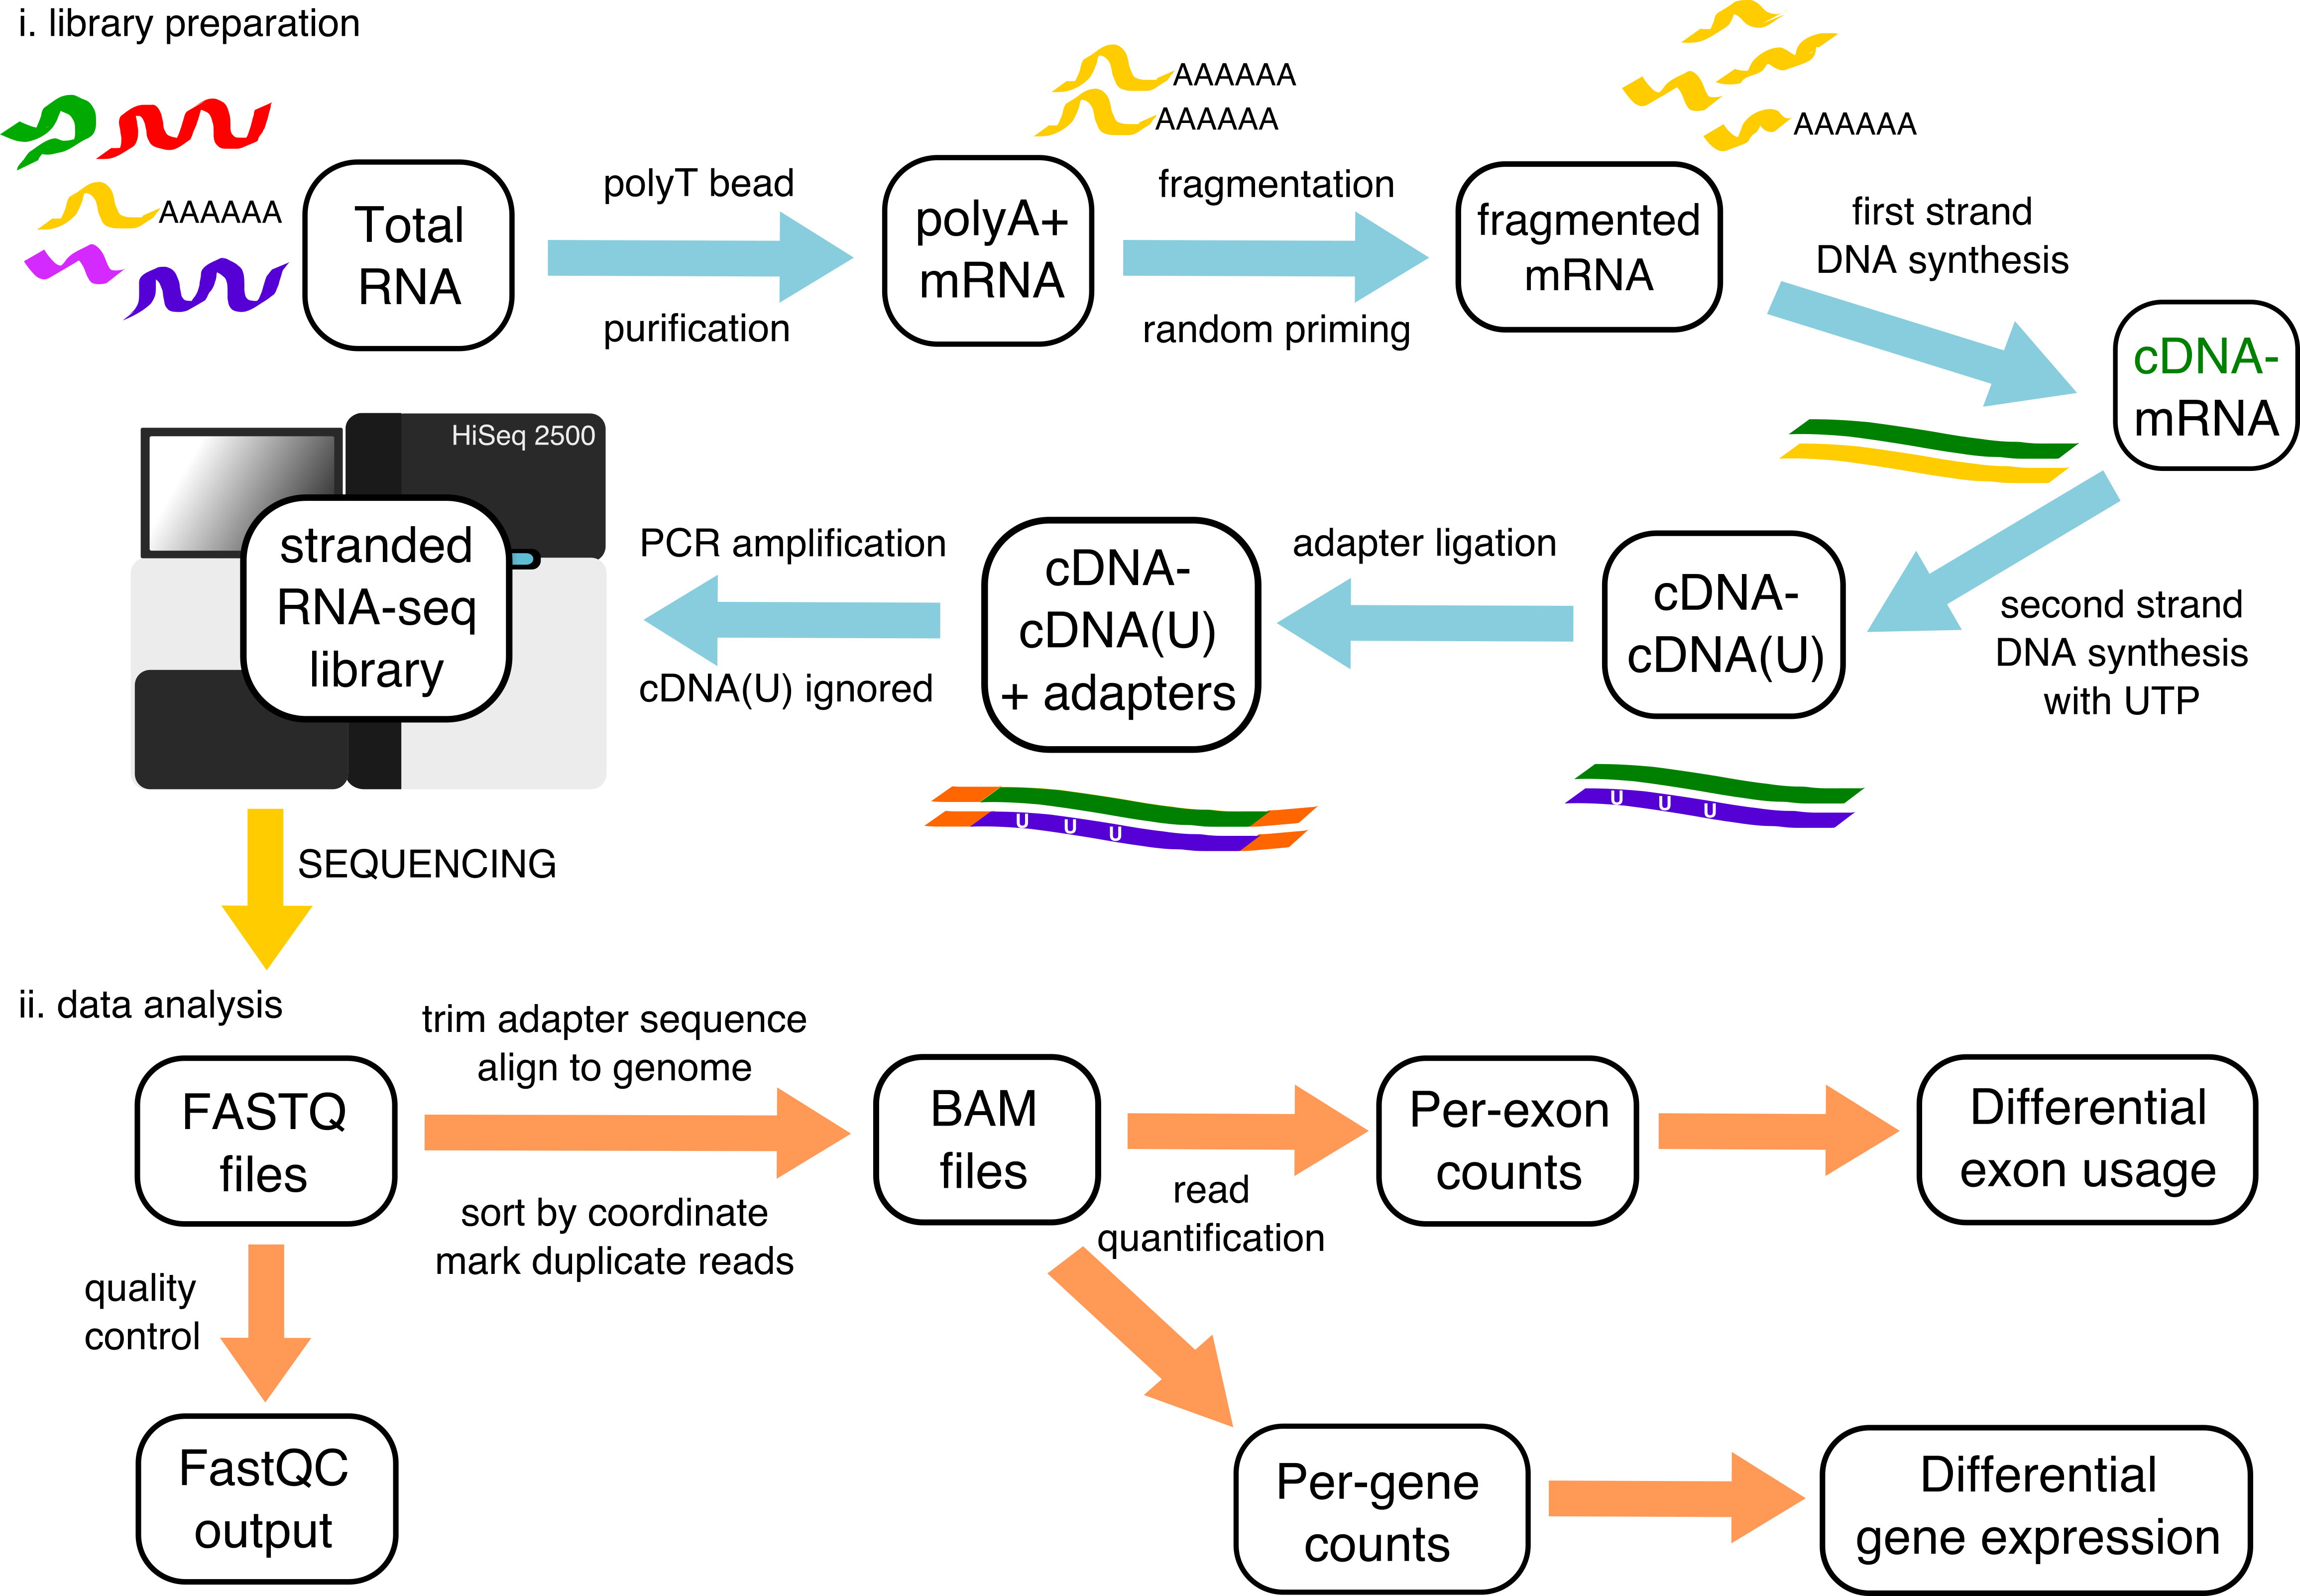 i. library preparation
AAAAAA
AAAAAA
AAAAAA
AAAAAA
Total
RNA
polyT bead
purification
polyA+
mRNA
fragmentation
random priming
fragmented
mRNA
first strand
DNA synthesis
cDNA-
mRNA
second strand
DNA synthesis
with UTP
cDNA-
cDNA(U)
U U U
adapter ligation
cDNA-
cDNA(U)
+ adapters
U U U
PCR amplification
cDNA(U) ignored
HiSeq 2500
stranded
RNA-seq
library
SEQUENCING
ii. data analysis
FASTQ
files
trim adapter sequence
align to genome
sort by coordinate
mark duplicate reads
BAM
files
read
quantification
Per-exon
counts
Differential
exon usage
quality
control
FastQC
output
Per-gene
counts
Differential
gene expression